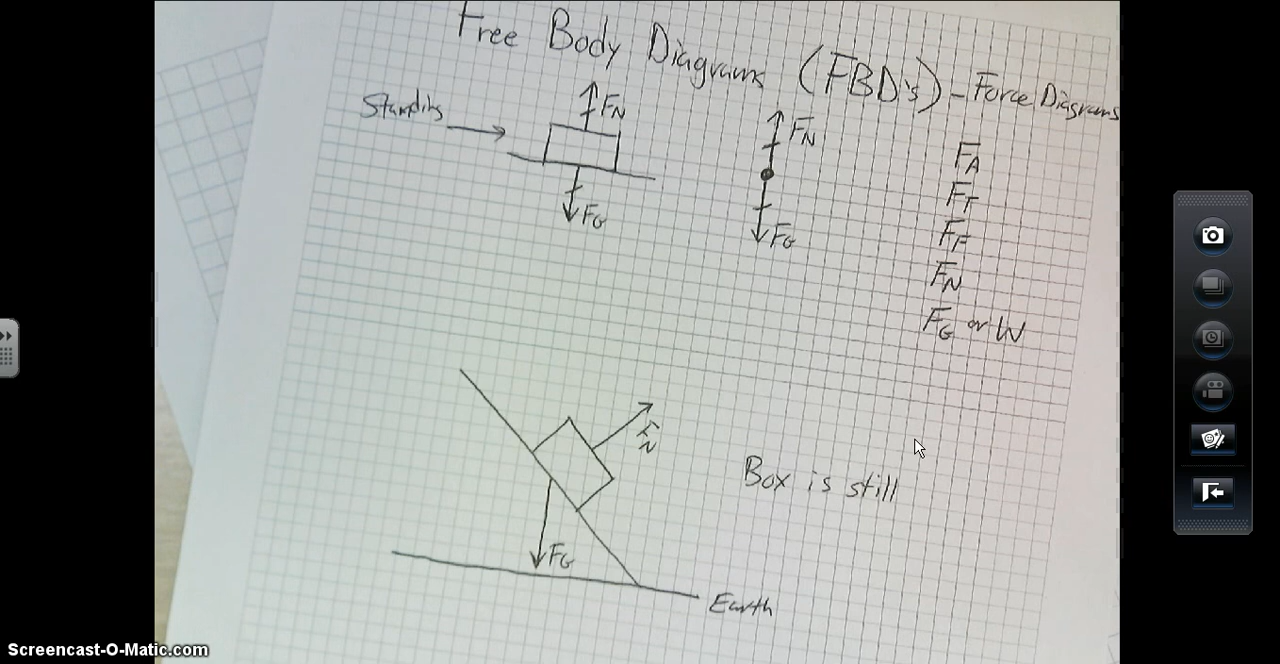 Free Body Diagrams (FBD's) - Force Diagrams
Standing
FN
FG
FN
FG
FA
FT
FF
FN
FG or W
FN
FG
Box is still
Earth
Screencast-O-Matic.com